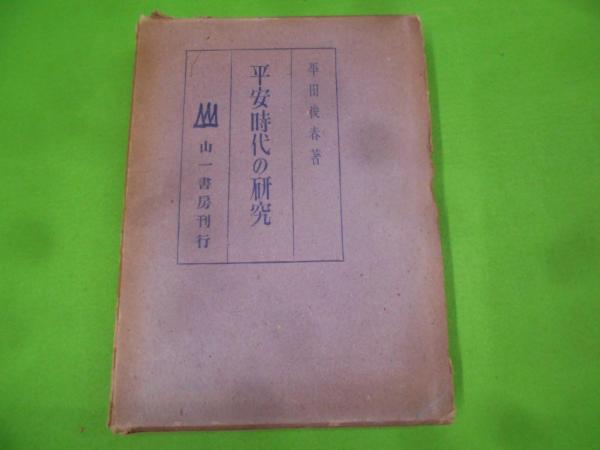 平田俊春著
平安時代の研究
山一書房刊行